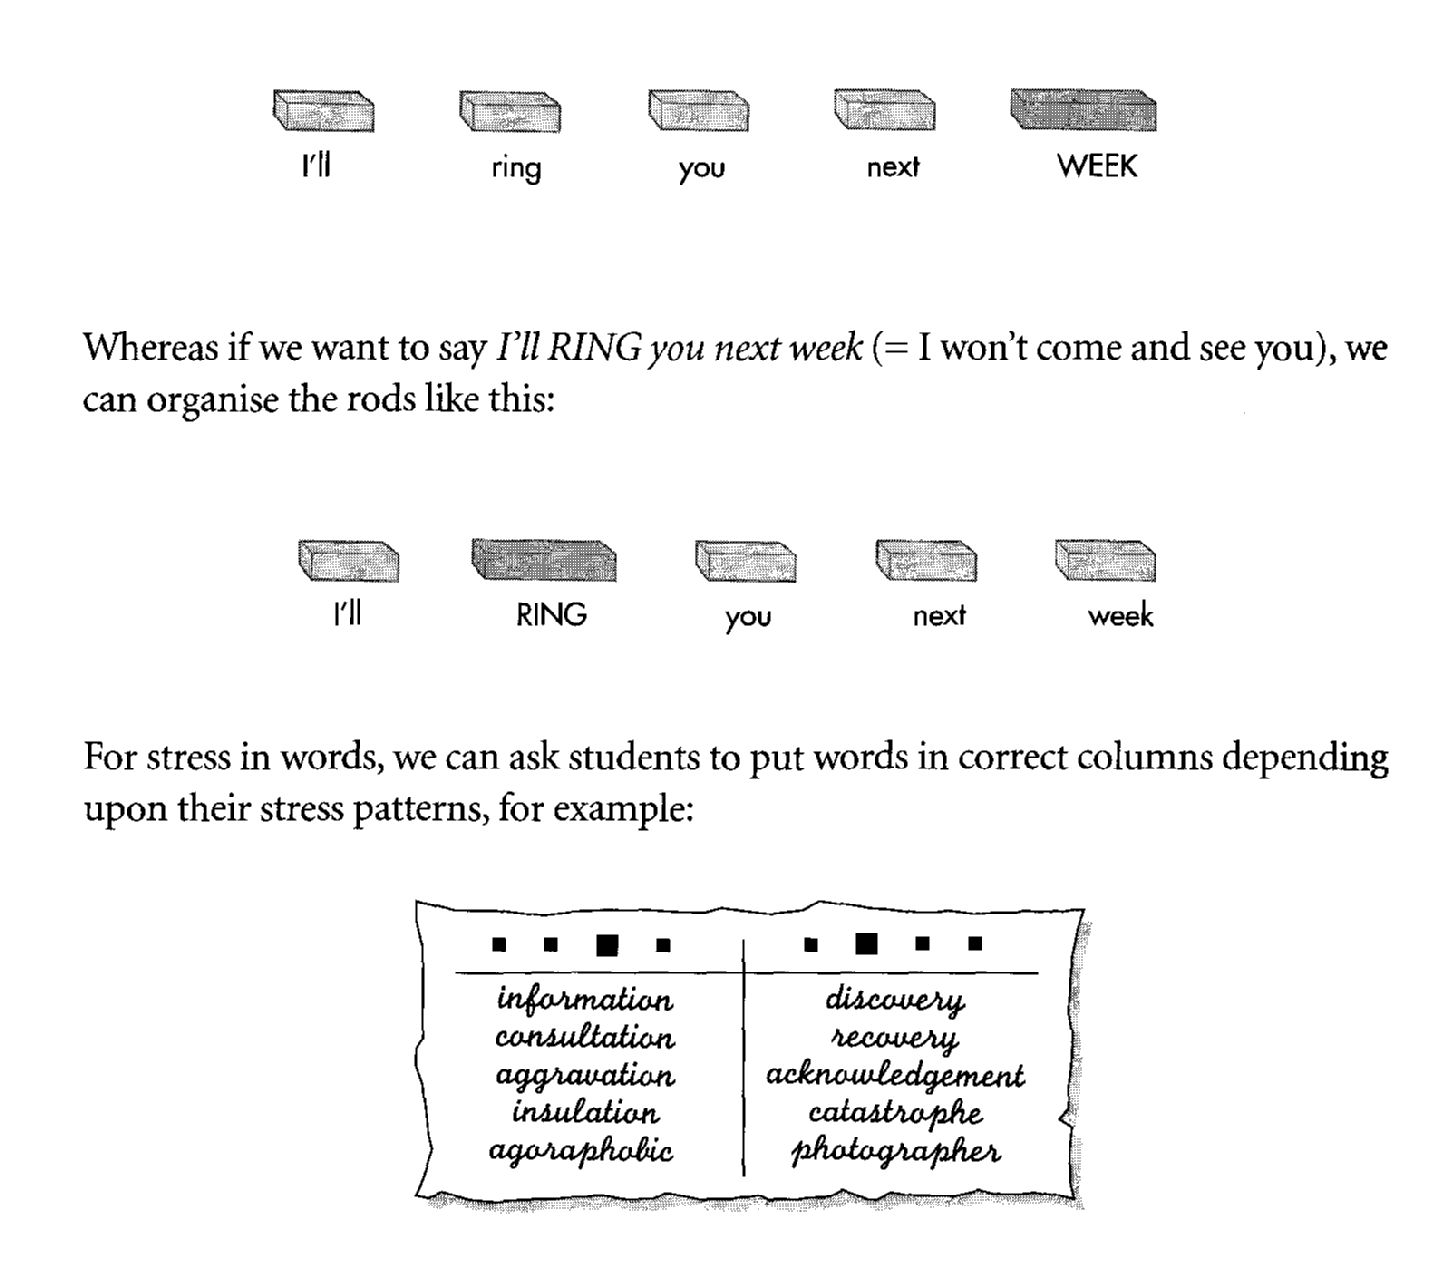 I'll ring you next WEEK
Whereas if we want to say I'll RING you next week (= I won't come and see you), we
can organise the rods like this:
I'll RING you next week
For stress in words, we can ask students to put words in correct columns depending
upon their stress patterns, for example:
information discovery
consultation recovery
aggravation acknowledgement
insulation catastrophe
agoraphobic photographer